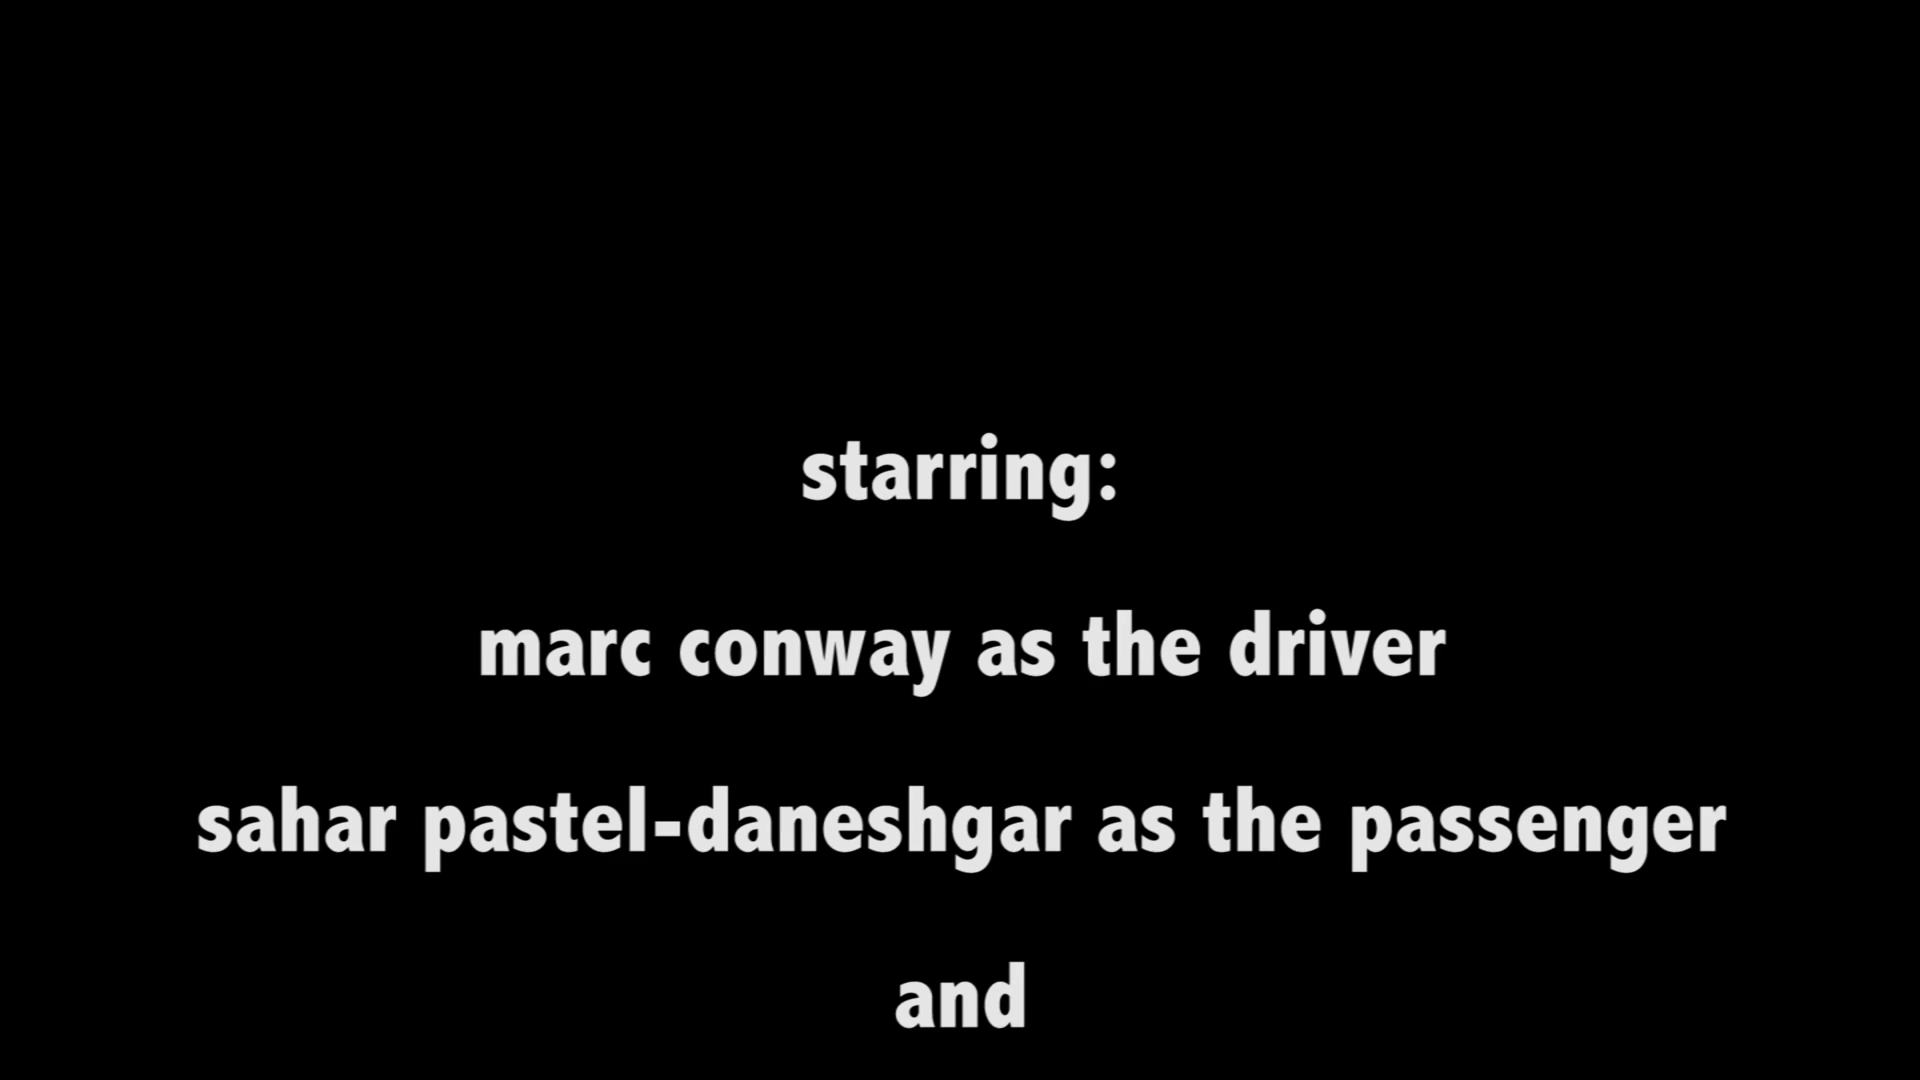 starring:
marc conway as the driver
sahar pastel-daneshgar as the passenger
and